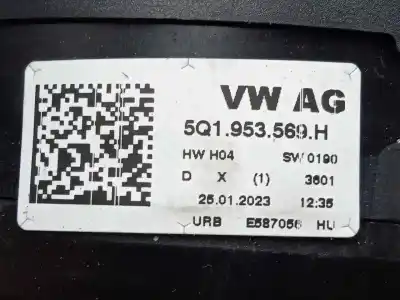 VW AG
5Q1.953.569.H
HW H04 SW 0190
D X (1) 3601
25.01.2023 12:35
URB E587056 HU